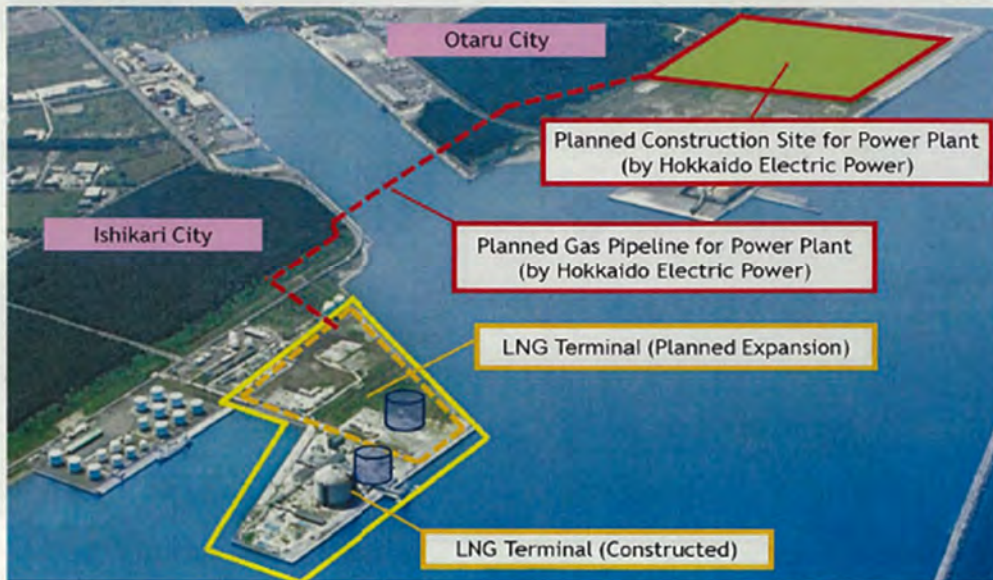 Otaru City
Planned Construction Site for Power Plant
(by Hokkaido Electric Power)
Ishikari City
Planned Gas Pipeline for Power Plant
(by Hokkaido Electric Power)
LNG Terminal (Planned Expansion)
LNG Terminal (Constructed)